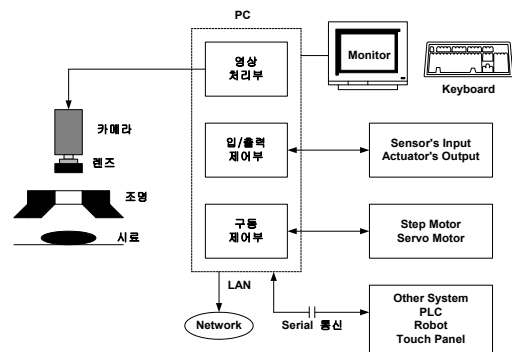 PC
영상
처리부
Monitor
Keyboard
카메라
렌즈
조명
시료
입/출력
제어부
Sensor's Input
Actuator's Output
구동
제어부
Step Motor
Servo Motor
LAN
Network
Serial 통신
Other System
PLC
Robot
Touch Panel